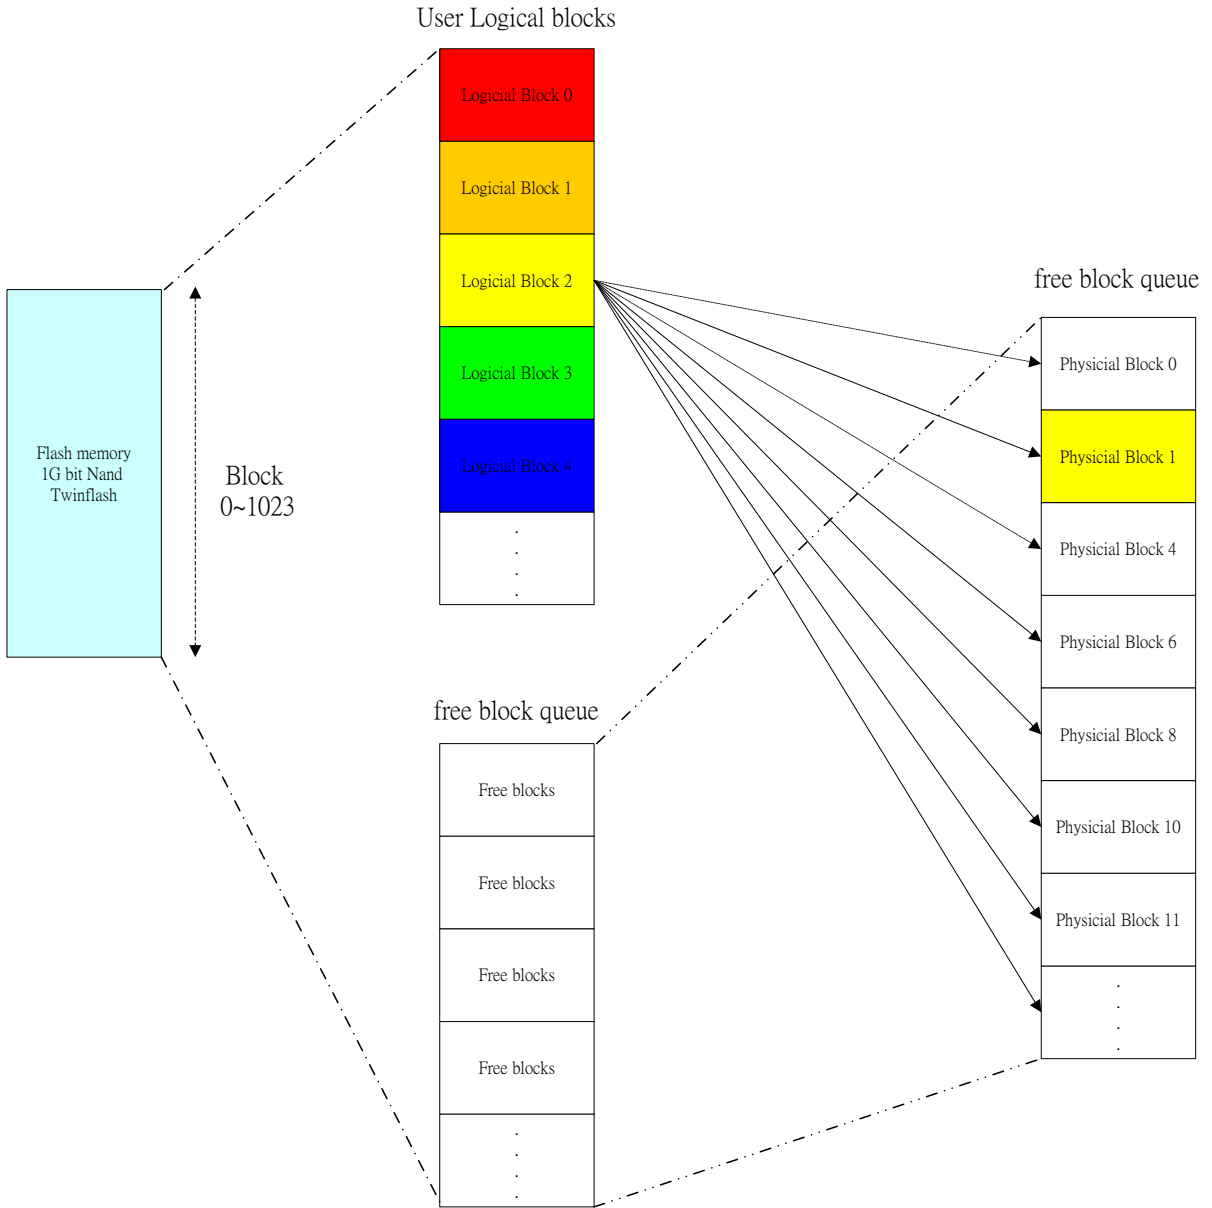 User Logical blocks
Logicial Block 0
Logicial Block 1
Logicial Block 2
Logicial Block 3
Logicial Block 4
.
.
.
.
Flash memory
1G bit Nand
Twinflash
Block
0~1023
free block queue
Free blocks
Free blocks
Free blocks
Free blocks
.
.
.
.
free block queue
Physicial Block 0
Physicial Block 1
Physicial Block 4
Physicial Block 6
Physicial Block 8
Physicial Block 10
Physicial Block 11
.
.
.
.